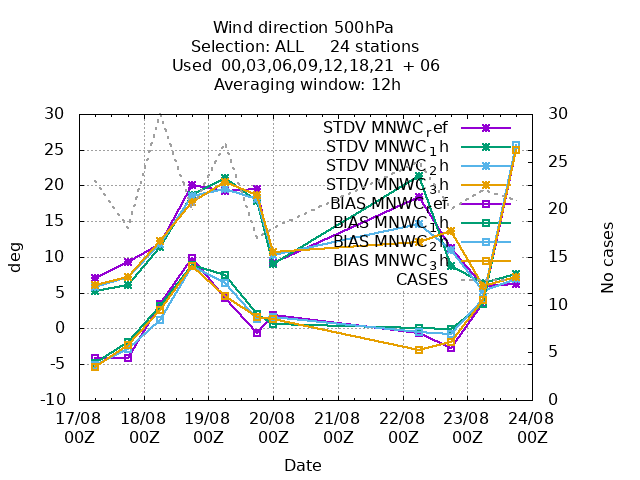 Wind direction 500hPa
Selection: ALL 24 stations
Used 00,03,06,09,12,18,21 + 06
Averaging window: 12h
STDV MNWC_ref
STDV MNWC_1h
STDV MNWC_2h
STDV MNWC_3h
BIAS MNWC_ref
BIAS MNWC_1h
BIAS MNWC_2h
BIAS MNWC_3h
CASES
30
25
20
15
10
5
0
-5
-10
deg
30
25
20
15
10
5
0
No cases
17/08 18/08 19/08 20/08 21/08 22/08 23/08 24/08
00Z 00Z 00Z 00Z 00Z 00Z 00Z 00Z
Date